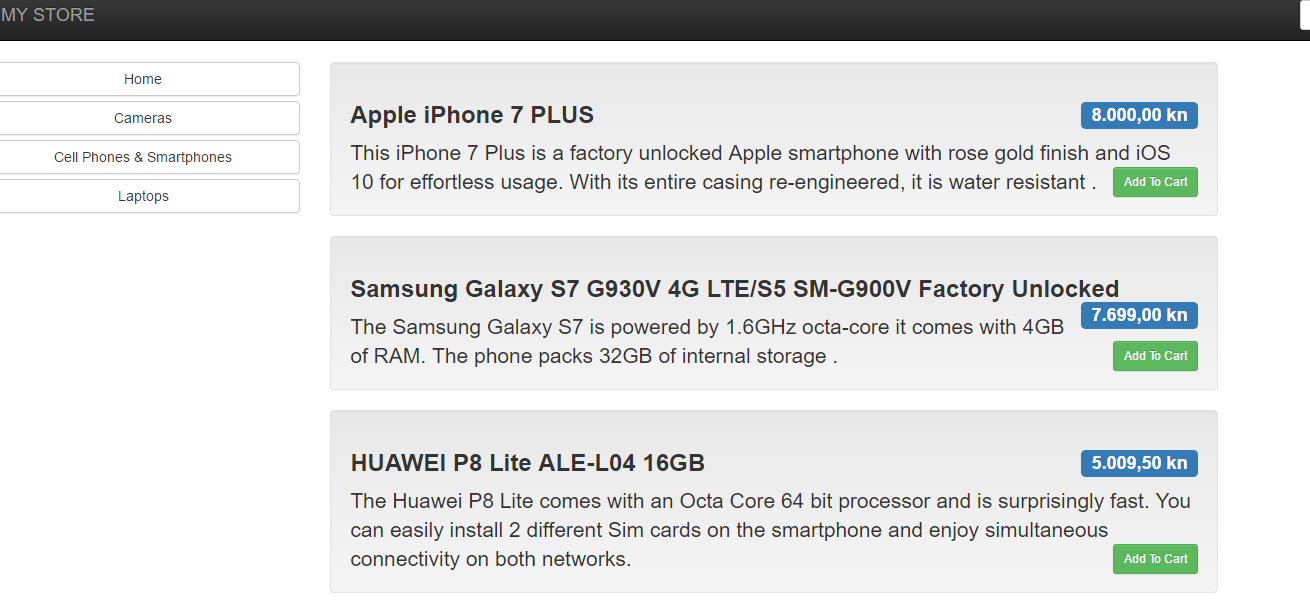 MY STORE
Home
Cameras
Cell Phones & Smartphones
Laptops
Apple iPhone 7 PLUS
8.000,00 kn
This iPhone 7 Plus is a factory unlocked Apple smartphone with rose gold finish and iOS
10 for effortless usage. With its entire casing re-engineered, it is water resistant .
Add To Cart
Samsung Galaxy S7 G930V 4G LTE/S5 SM-G900V Factory Unlocked
7.699,00 kn
The Samsung Galaxy S7 is powered by 1.6GHz octa-core it comes with 4GB
of RAM. The phone packs 32GB of internal storage .
Add To Cart
HUAWEI P8 Lite ALE-L04 16GB
5.009,50 kn
The Huawei P8 Lite comes with an Octa Core 64 bit processor and is surprisingly fast. You
can easily install 2 different Sim cards on the smartphone and enjoy simultaneous
connectivity on both networks.
Add To Cart